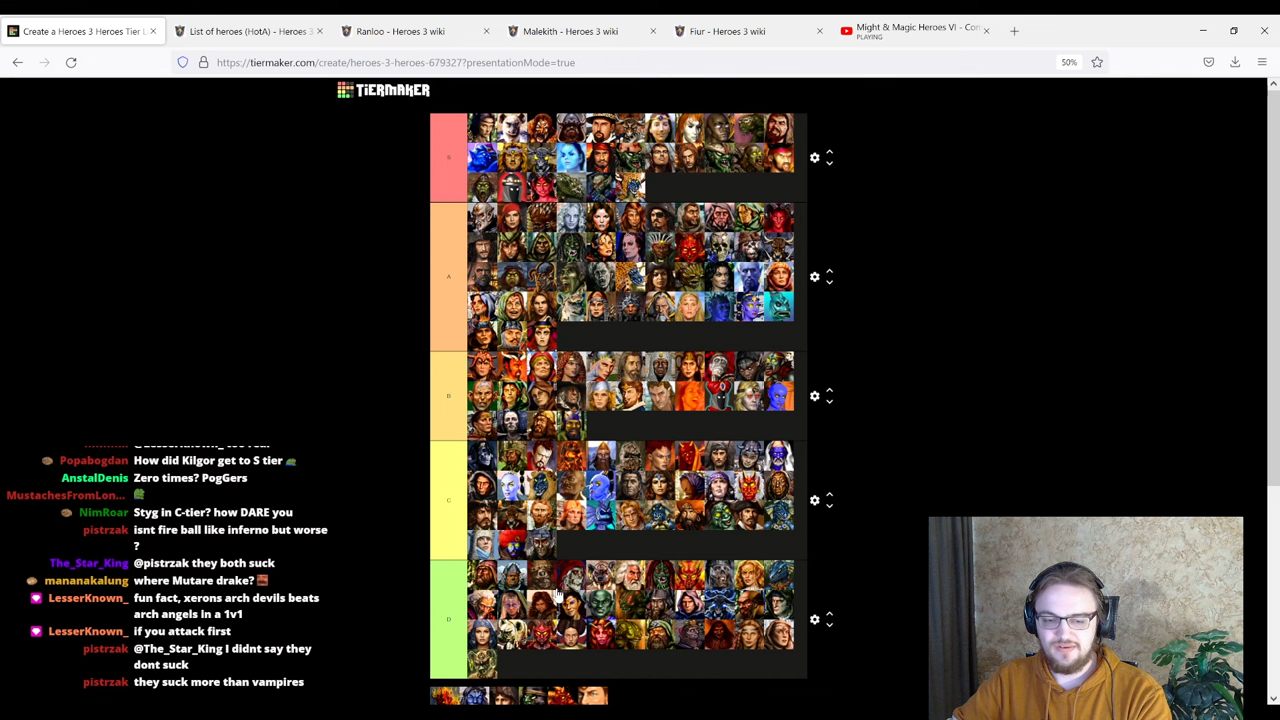 Create a Heroes 3 Heroes Tier L
List of heroes (HotA) - Heroes 3
Ranloo - Heroes 3 wiki
Malekith - Heroes 3 wiki
Fiur - Heroes 3 wiki
Might & Magic Heroes VI - Con
PLAYING
https://tiermaker.com/create/heroes-3-heroes-679327?presentationMode=true
50%
TIERMAKER
S
A
B
C
D
Popabogdan How did Kilgor get to S tier
AnstalDenis Zero times? PogGers
MustachesFromLon...
NimRoar Styg in C-tier? how DARE you
pistrzak isnt fire ball like inferno but worse
?
The_Star_King @pistrzak they both suck
mananakalung where Mutare drake?
LesserKnown_ fun fact, xerons arch devils beats
arch angels in a 1v1
LesserKnown_ if you attack first
pistrzak @The_Star_King I didnt say they
dont suck
pistrzak they suck more than vampires